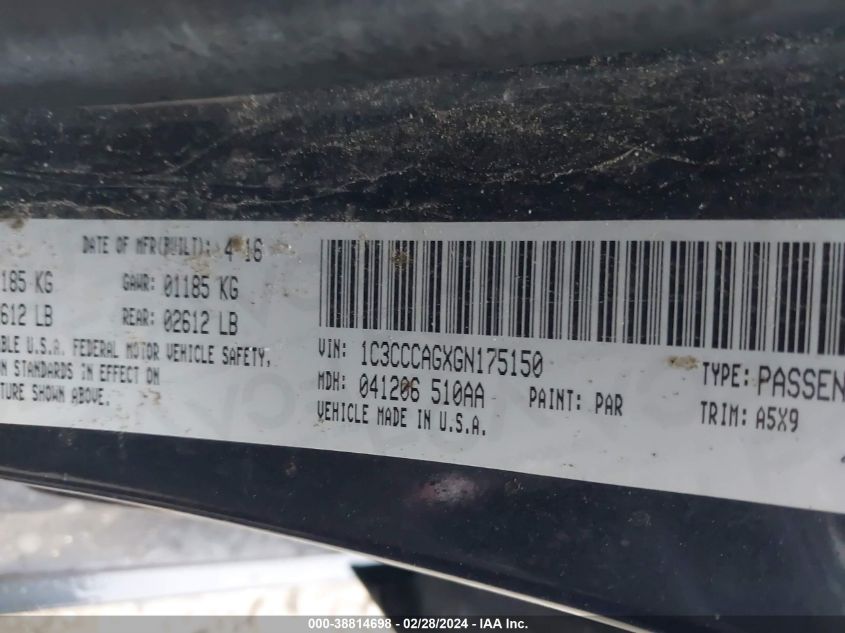 DATE OF MFR(BUILT): 4-16
185 KG GAWR: 01185 KG
612 LB REAR: 02612 LB
BLE U.S.A. FEDERAL MOTOR VEHICLE SAFETY,
ON STANDARDS IN EFFECT ON
TURE SHOWN ABOVE.
VIN: 1C3CCCAGXGN175150
TYPE: PASSEN
MDH: 041206 510AA PAINT: PAR
TRIM: A5X9
VEHICLE MADE IN U.S.A.
000-38814698 - 02/28/2024 - IAA Inc.